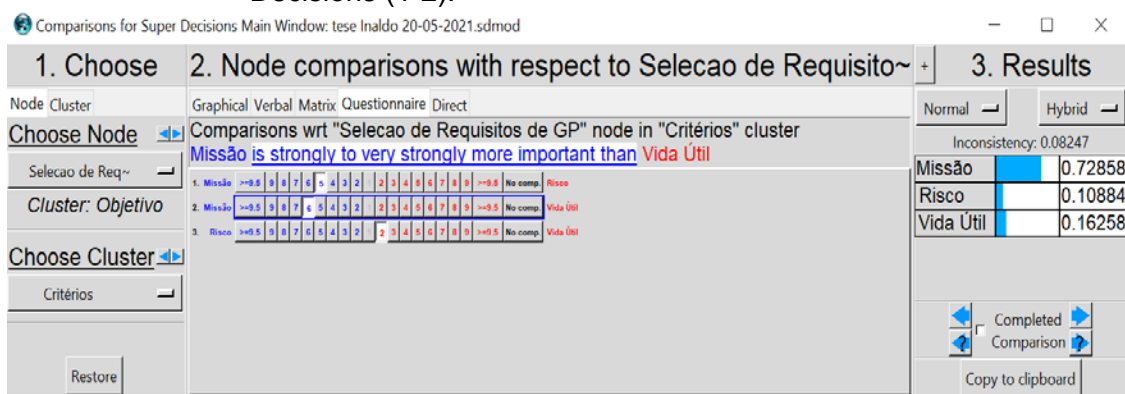 Decisions (V-2).
Comparisons for Super Decisions Main Window: tese Inaldo 20-05-2021.sdmod
1. Choose
2. Node comparisons with respect to Selecao de Requisito~
+
3. Results
Node Cluster
Graphical Verbal Matrix Questionnaire Direct
Normal
Hybrid
Choose Node
Comparisons wrt "Selecao de Requisitos de GP" node in "Critérios" cluster
Missão is strongly to very strongly more important than Vida Útil
Selecao de Req~
Cluster: Objetivo
Choose Cluster
Critérios
Restore
1. Missão >=9.5 9 8 7 6 5 4 3 2 2 3 4 5 6 7 8 9 >=9.5 No comp. Risco
2. Missão >=9.5 9 8 7 6 5 4 3 2 2 3 4 5 6 7 8 9 >=9.5 No comp. Vida Útil
3. Risco >=9.5 9 8 7 6 5 4 3 2 2 3 4 5 6 7 8 9 >=9.5 No comp. Vida Útil
Inconsistency: 0.08247
Missão 0.72858
Risco 0.10884
Vida Útil 0.16258
Completed
Comparison
Copy to clipboard